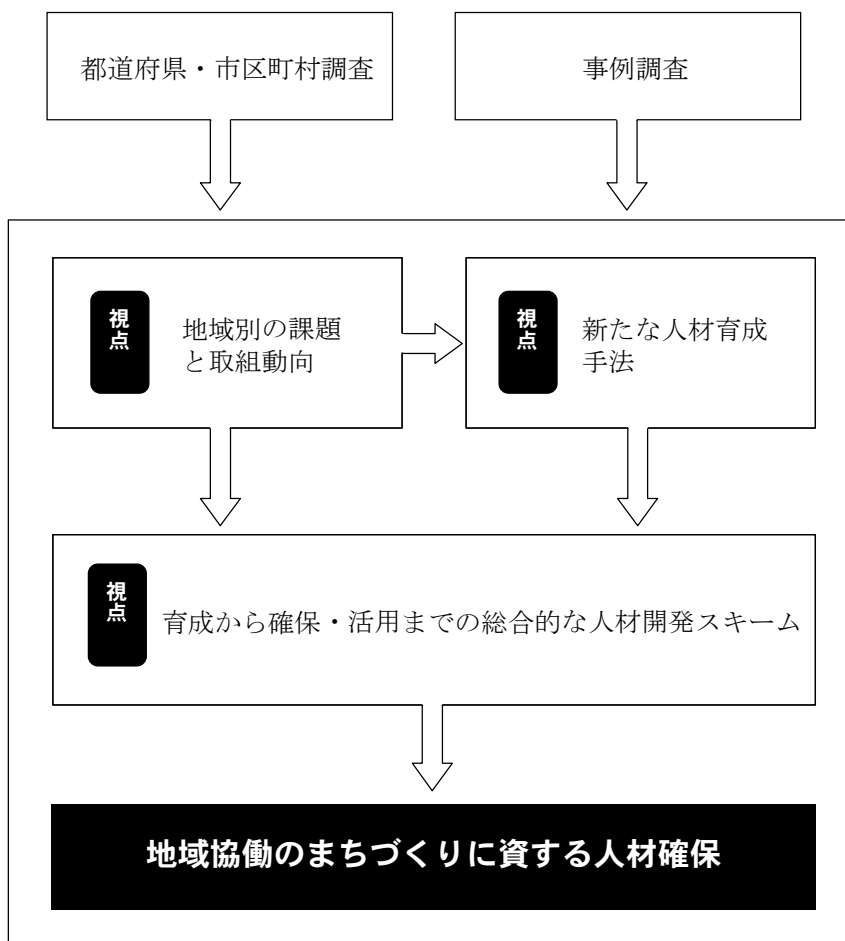 都道府県・市区町村調査
事例調査
視点
地域別の課題
と取組動向
視点
新たな人材育成
手法
視点
育成から確保・活用までの総合的な人材開発スキーム
地域協働のまちづくりに資する人材確保